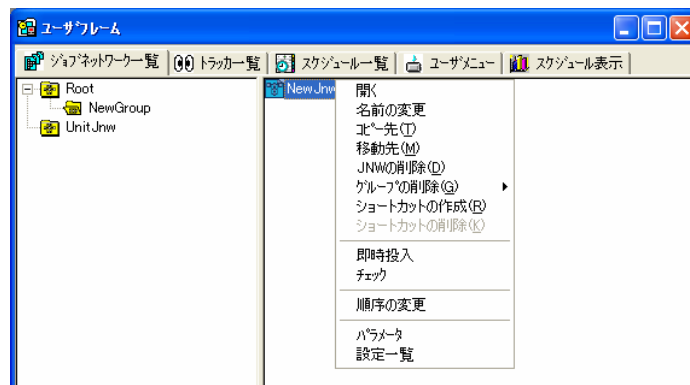 ユーザフレーム
ジョブネットワーク一覧 トラッカー一覧 スケジュール一覧 ユーザメニュー スケジュール表示
Root
NewGroup
UnitJnw
NewJnw
開く
名前の変更
コピー先(T)
移動先(M)
JNWの削除(D)
グループの削除(G)
ショートカットの作成(R)
ショートカットの削除(K)
即時投入
チェック
順序の変更
パラメータ
設定一覧